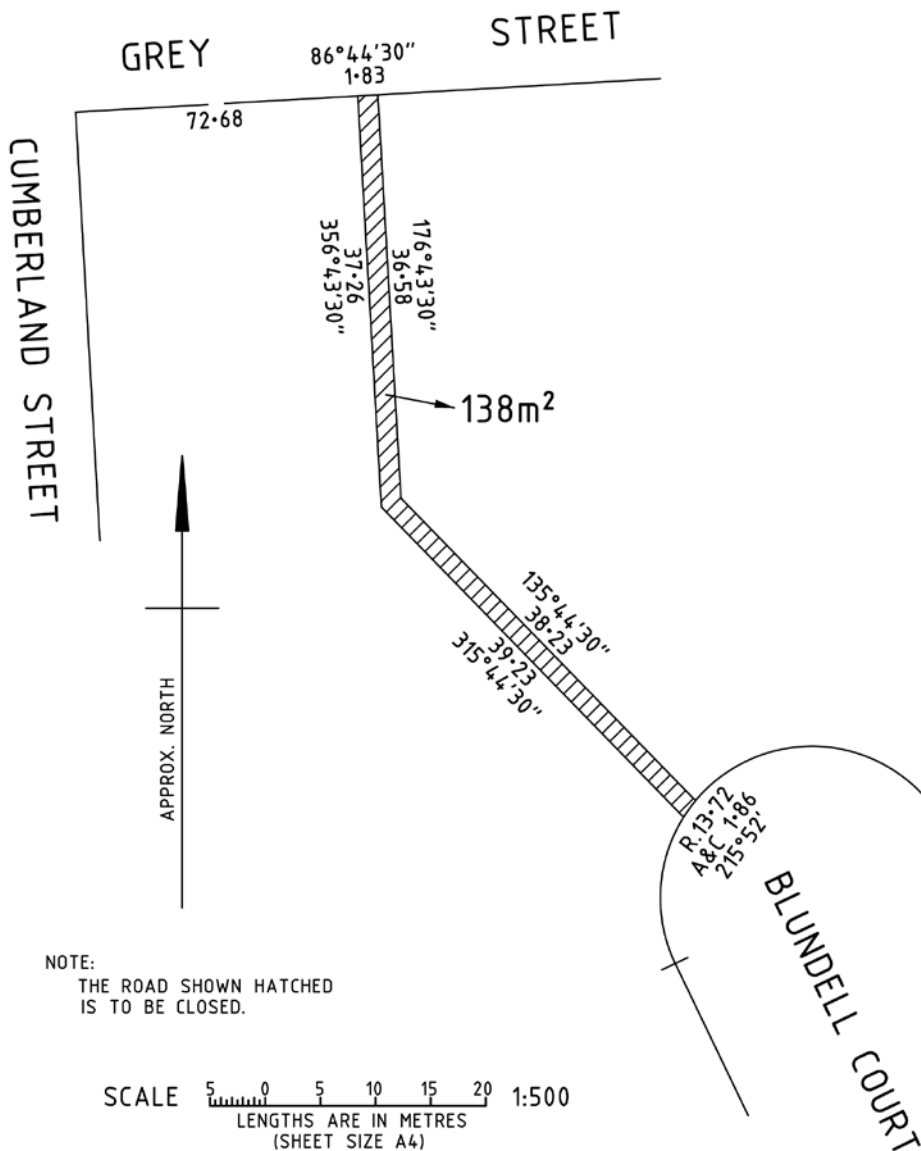 GREY
STREET
86°44'30"
1·83
72·68
CUMBERLAND STREET
176°43'30"
36·58
37·26
356°43'30"
138m²
135°44'30"
38·23
39·23
315°44'30"
APPROX. NORTH
R.13·72
A&C 1·86
215°52'
BLUNDELL COURT
NOTE:
THE ROAD SHOWN HATCHED
IS TO BE CLOSED.
SCALE 5 0 5 10 15 20 1:500
LENGTHS ARE IN METRES
(SHEET SIZE A4)